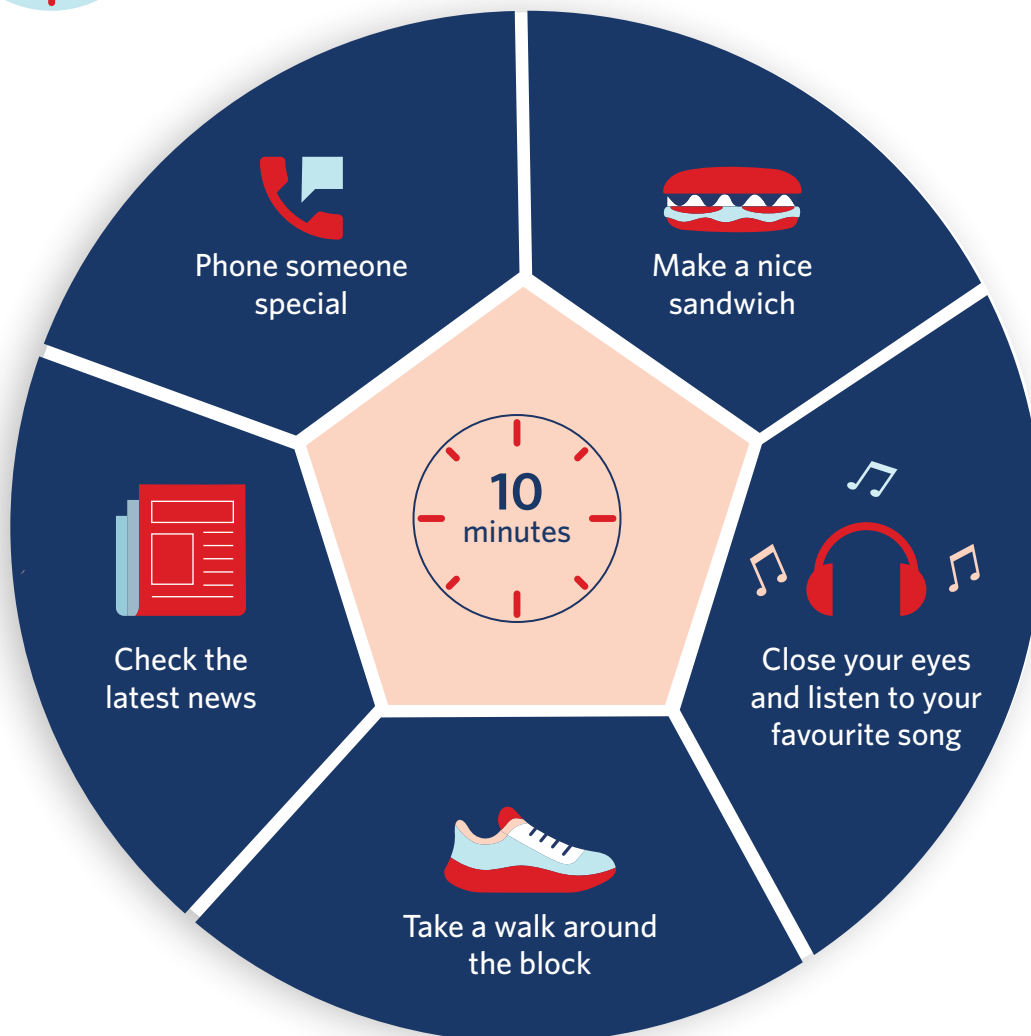 Phone someone
special
Make a nice
sandwich
10
minutes
Check the
latest news
Close your eyes
and listen to your
favourite song
Take a walk around
the block